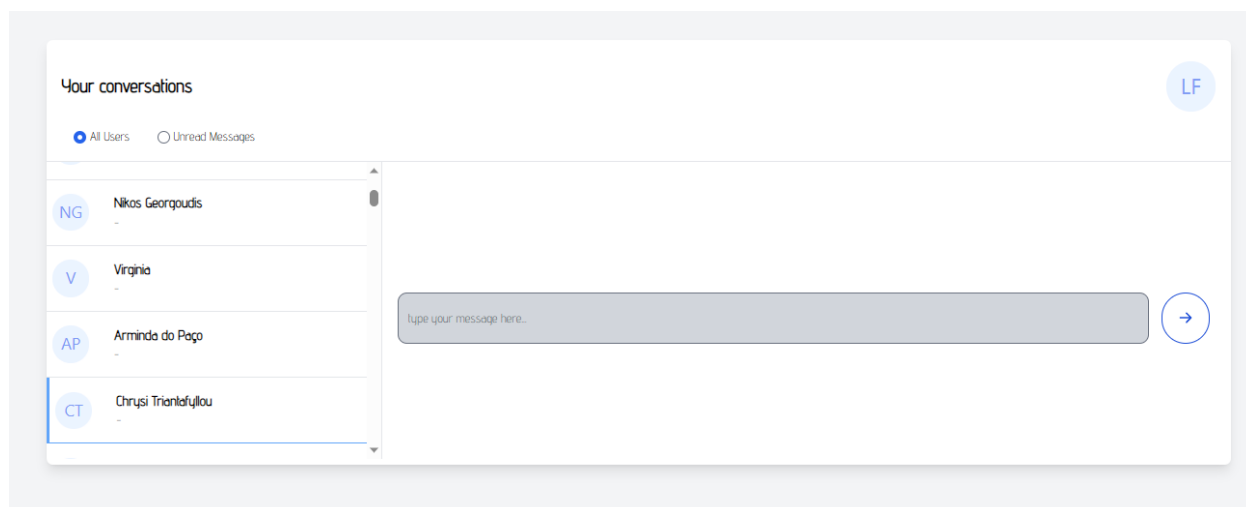 Your conversations
LF
All Users
Unread Messages
NG
Nikos Georgoudis
-
V
Virginia
-
AP
Arminda do Paço
-
CT
Chrysi Triantafyllou
-
type your message here..